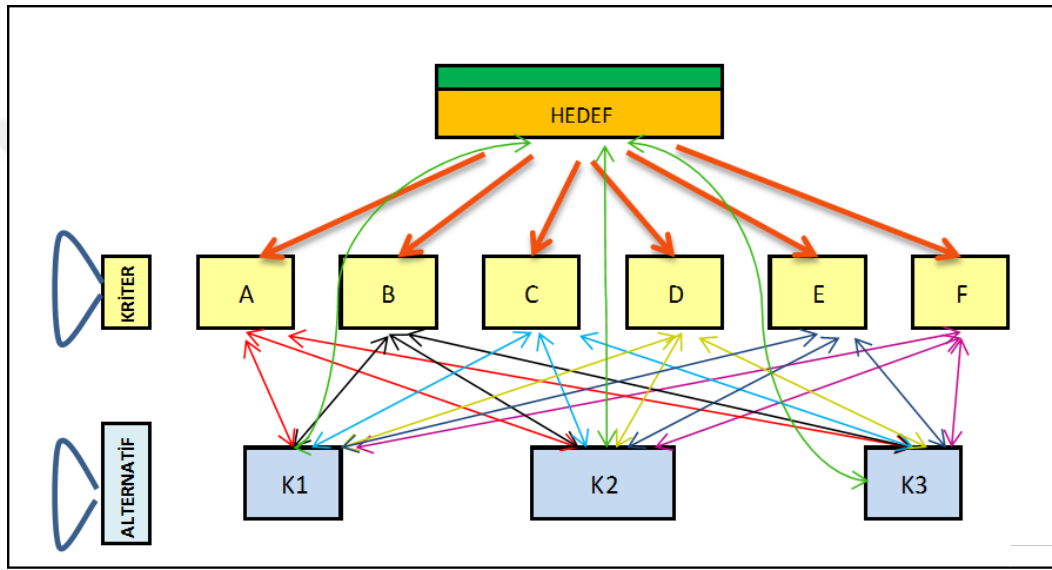 HEDEF
KRİTER
A
B
C
D
E
F
ALTERNATİF
K1
K2
K3